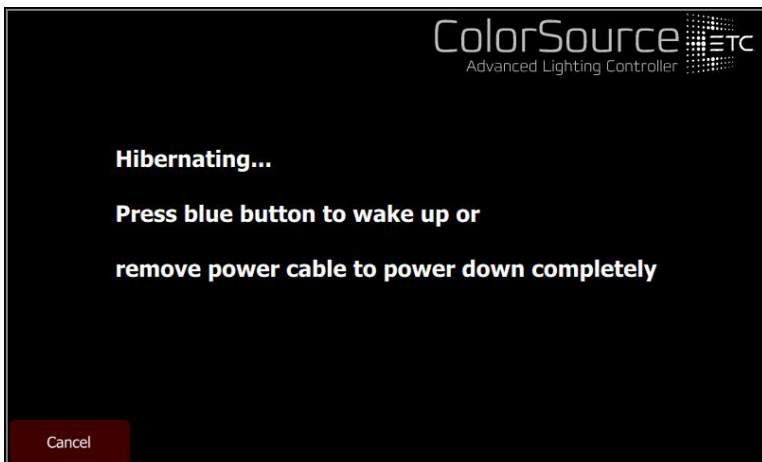 ColorSource ETC
Advanced Lighting Controller
Hibernating...
Press blue button to wake up or
remove power cable to power down completely
Cancel